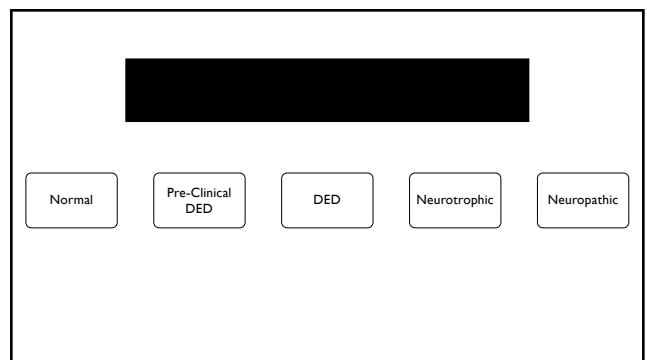 Normal
Pre-Clinical
DED
DED
Neurotrophic
Neuropathic